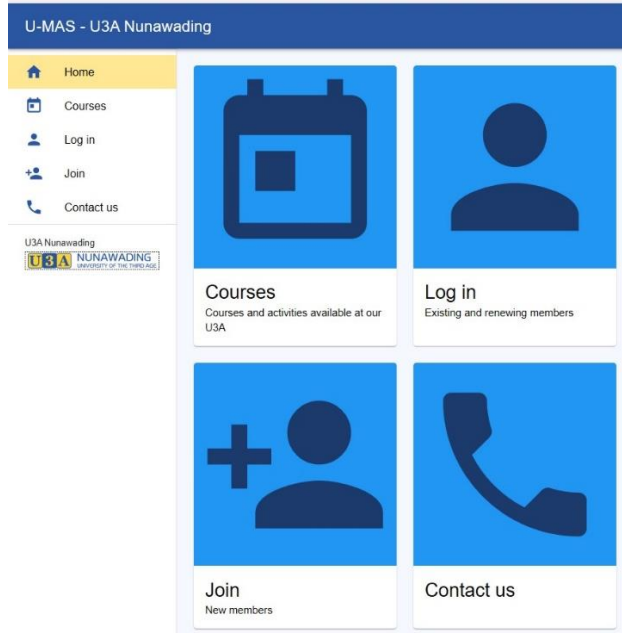 U-MAS - U3A Nunawading
Home
Courses
Log in
Join
Contact us
U3A Nunawading
U3A NUNAWADING
UNIVERSITY OF THE THIRD AGE
Courses
Courses and activities available at our
U3A
Log in
Existing and renewing members
Join
New members
Contact us